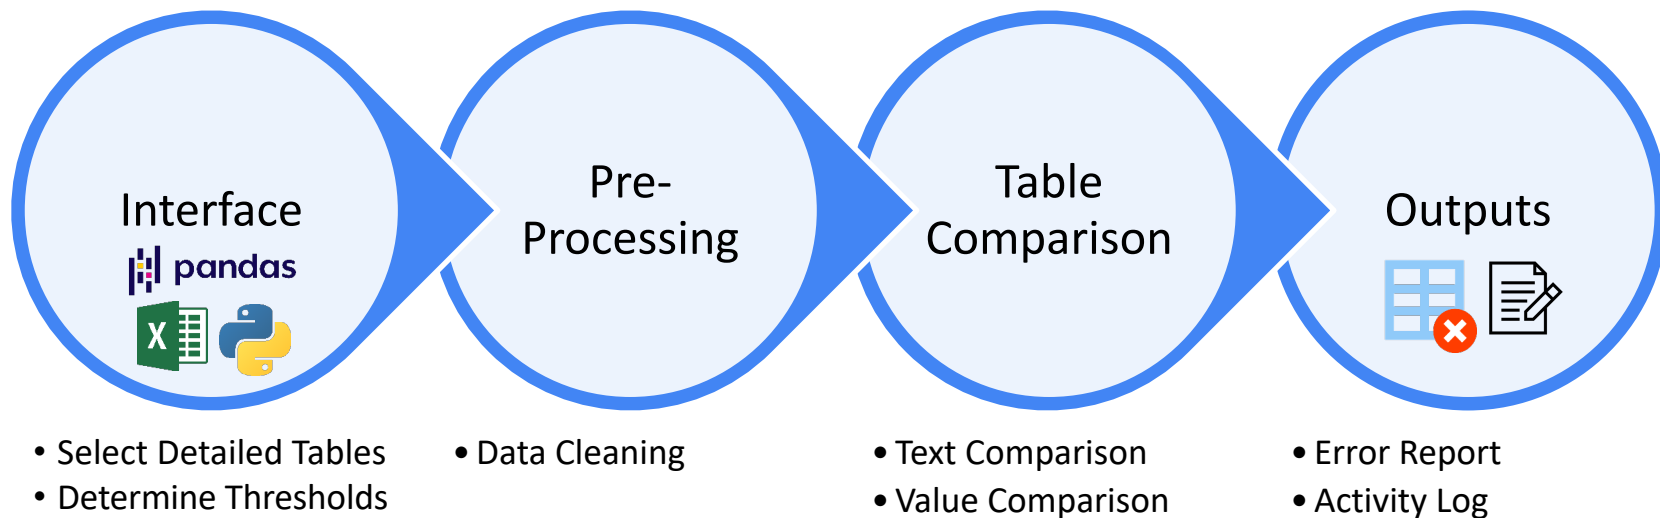 Interface
pandas
X
• Select Detailed Tables
• Determine Thresholds
Pre-
Processing
• Data Cleaning
Table
Comparison
• Text Comparison
• Value Comparison
Outputs
• Error Report
• Activity Log